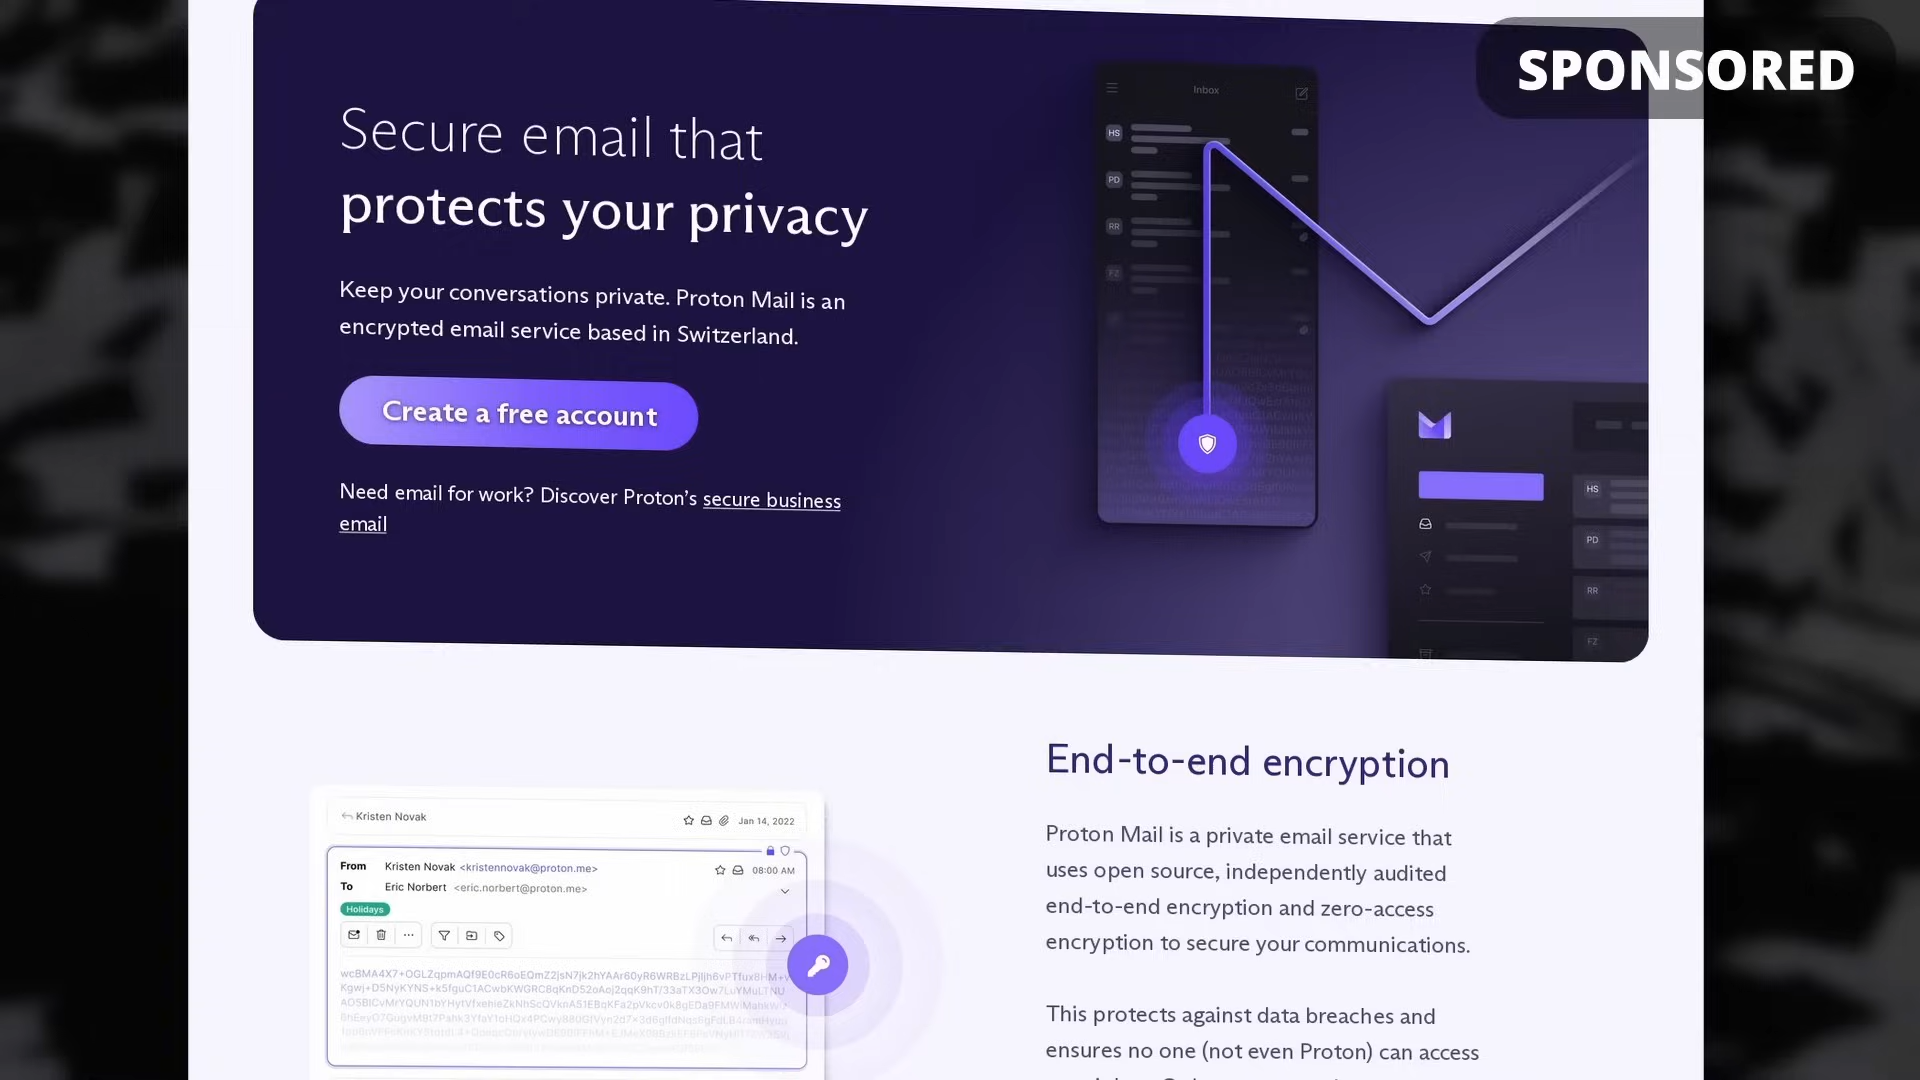 SPONSORED
Secure email that
protects your privacy
Keep your conversations private. Proton Mail is an
encrypted email service based in Switzerland.
Create a free account
Need email for work? Discover Proton's secure business
email
Inbox
HS
PD
RR
FZ
HS
PD
RR
FZ
End-to-end encryption
Proton Mail is a private email service that
uses open source, independently audited
end-to-end encryption and zero-access
encryption to secure your communications.
This protects against data breaches and
ensures no one (not even Proton) can access
Kristen Novak
Jan 14, 2022
From Kristen Novak <kristennovak@proton.me>
08:00 AM
To Eric Norbert <eric.norbert@proton.me>
Holidays